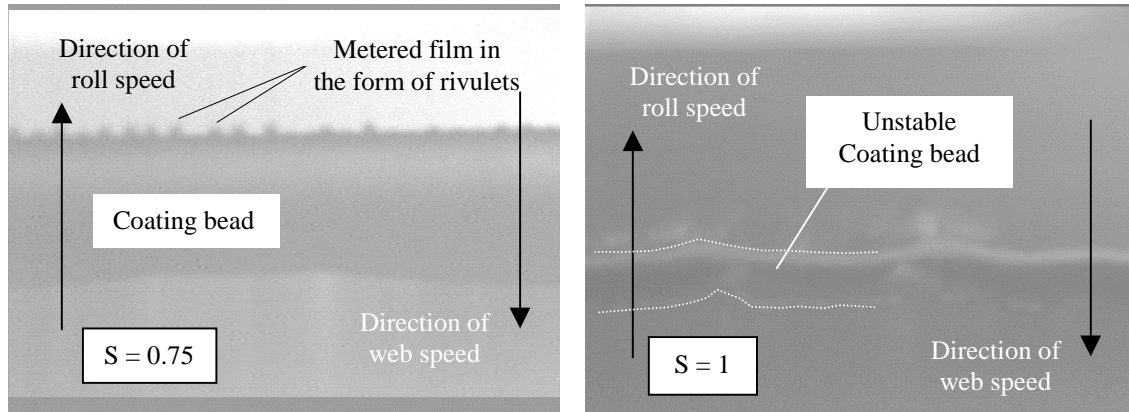 Direction of
roll speed
Metered film in
the form of rivulets
Coating bead
Direction of
web speed
S = 0.75
Direction of
roll speed
Unstable
Coating bead
Direction of
web speed
S = 1